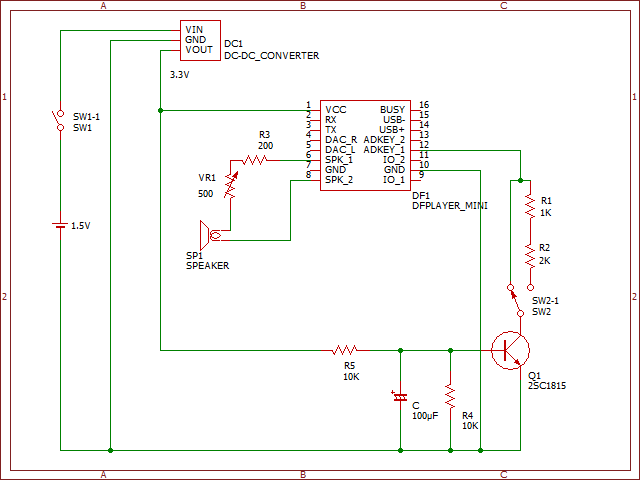 A B C
VIN
GND
VOUT
DC1
DC-DC_CONVERTER
3.3V
1 1
1 VCC BUSY 16
2 RX USB- 15
3 TX USB+ 14
4 DAC_R ADKEY_2 13
5 DAC_L ADKEY_1 12
6 SPK_1 IO_2 11
7 GND GND 10
8 SPK_2 IO_1 9
SW1-1
SW1
R3
200
VR1
500
DF1
DFPLAYER_MINI
R1
1K
1.5V
SP1
SPEAKER
R2
2K
2 2
SW2-1
SW2
R5
10K
Q1
2SC1815
+
C
100μF
R4
10K
A B C